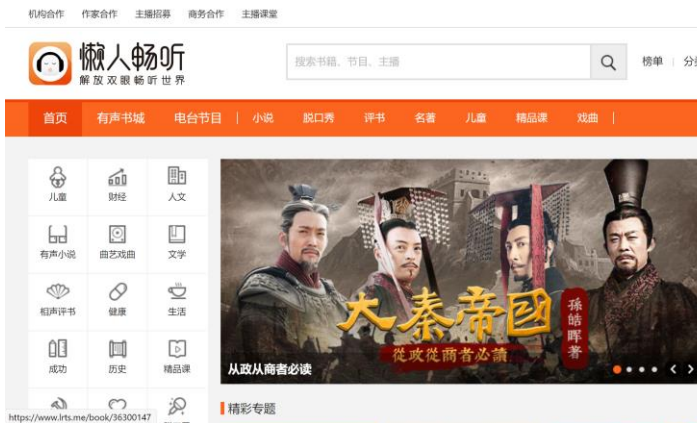 机构合作 作家合作 主播招募 商务合作 主播课堂
懒人畅听
解放双眼畅听世界
搜索书籍、节目、主播
榜单
首页 有声书城 电台节目 小说 脱口秀 评书 名著 儿童 精品课 戏曲
儿童 财经 人文
有声小说 曲艺戏曲 文学
相声评书 健康 生活
成功 历史 精品课
大秦帝國
孫皓暉著
從政從商者必讀
从政从商者必读
精彩专题
https://www.lrts.me/book/36300147